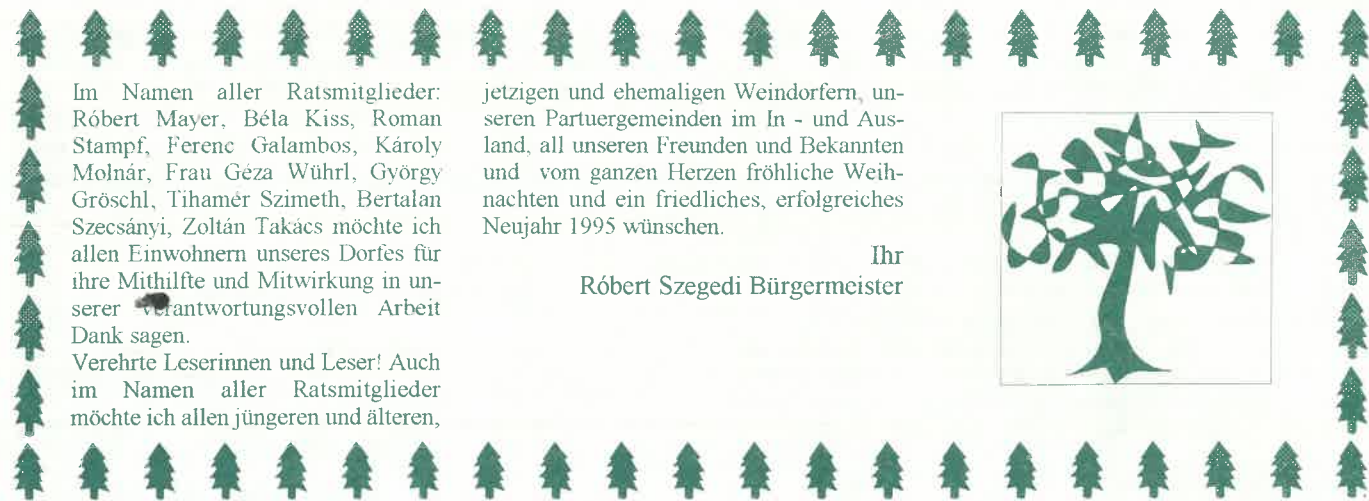 Im Namen aller Ratsmitglieder:
Róbert Mayer, Béla Kiss, Roman
Stampf, Ferenc Galambos, Károly
Molnár, Frau Géza Wührl, György
Gröschl, Tihamér Szimeth, Bertalan
Szecsányi, Zoltán Takács möchte ich
allen Einwohnern unseres Dorfes für
ihre Mithilfte und Mitwirkung in un-
serer verantwortungsvollen Arbeit
Dank sagen.
Verehrte Leserinnen und Leser! Auch
im Namen aller Ratsmitglieder
möchte ich allen jüngeren und älteren,
jetzigen und ehemaligen Weindorfern, un-
seren Partuergemeinden im In - und Aus-
land, all unseren Freunden und Bekannten
und vom ganzen Herzen fröhliche Weih-
nachten und ein friedliches, erfolgreiches
Neujahr 1995 wünschen.
Ihr
Róbert Szegedi Bürgermeister